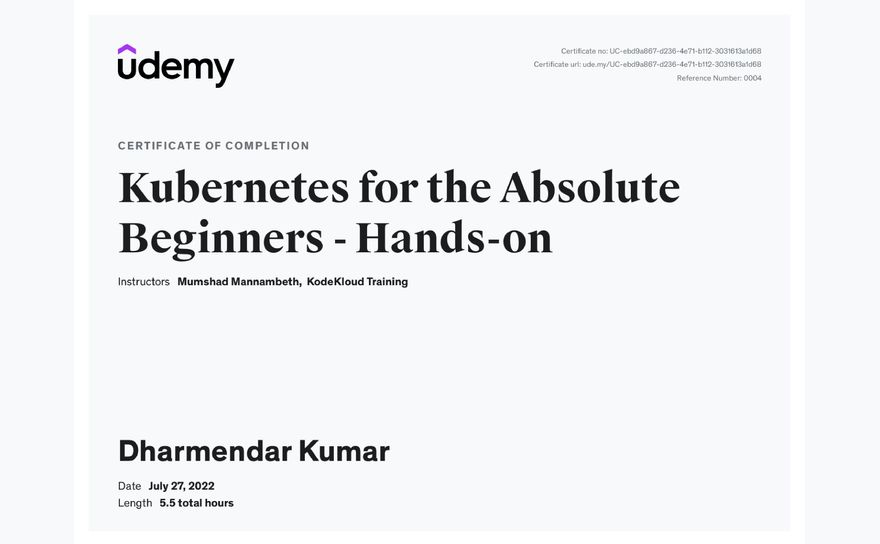 udemy
Certificate no: UC-ebd9a867-d236-4e71-b112-3031613a1d68
Certificate url: ude.my/UC-ebd9a867-d236-4e71-b112-3031613a1d68
Reference Number: 0004
CERTIFICATE OF COMPLETION
Kubernetes for the Absolute
Beginners - Hands-on
Instructors Mumshad Mannambeth, KodeKloud Training
Dharmendar Kumar
Date July 27, 2022
Length 5.5 total hours